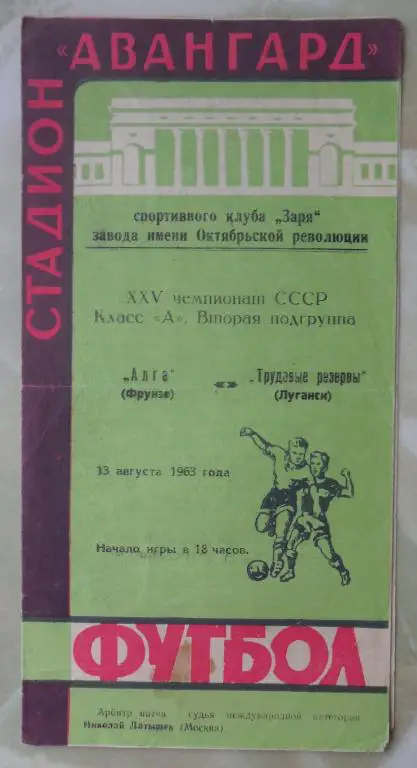 СТАДИОН
«АВАНГАРД»
спортивного клуба „Заря“
завода имени Октябрьской революции
XXV чемпионат СССР
Класс «А». Вторая подгруппа
„Алга“ «» „Трудовые резервы“
(Фрунзе) (Луганск)
13 августа 1963 года
Начало игры в 18 часов.
ФУТБОЛ
Арбитр матча судья международной категории
Николай Латышев (Москва)